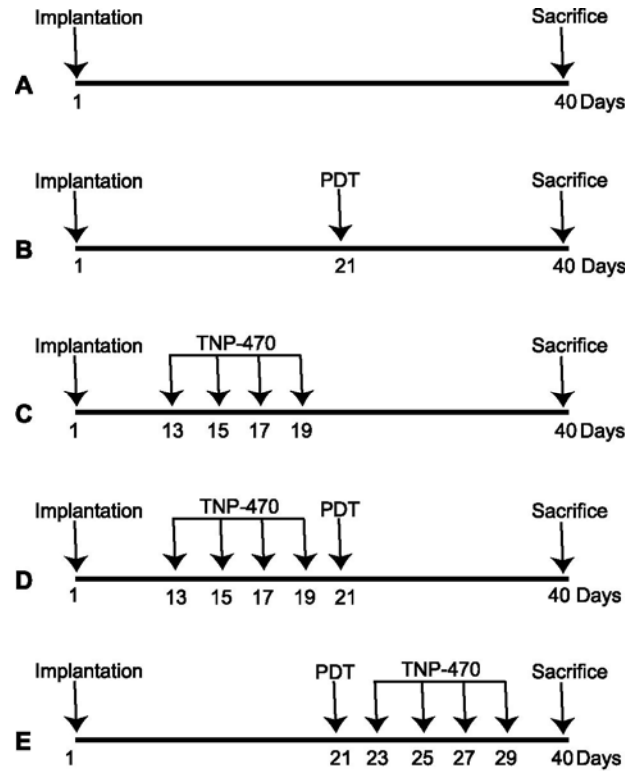 Implantation Sacrifice
A
1 40 Days
Implantation PDT Sacrifice
B
1 21 40 Days
Implantation TNP-470 Sacrifice
C
1 13 15 17 19 40 Days
Implantation TNP-470 PDT Sacrifice
D
1 13 15 17 19 21 40 Days
Implantation PDT TNP-470 Sacrifice
E
1 21 23 25 27 29 40 Days